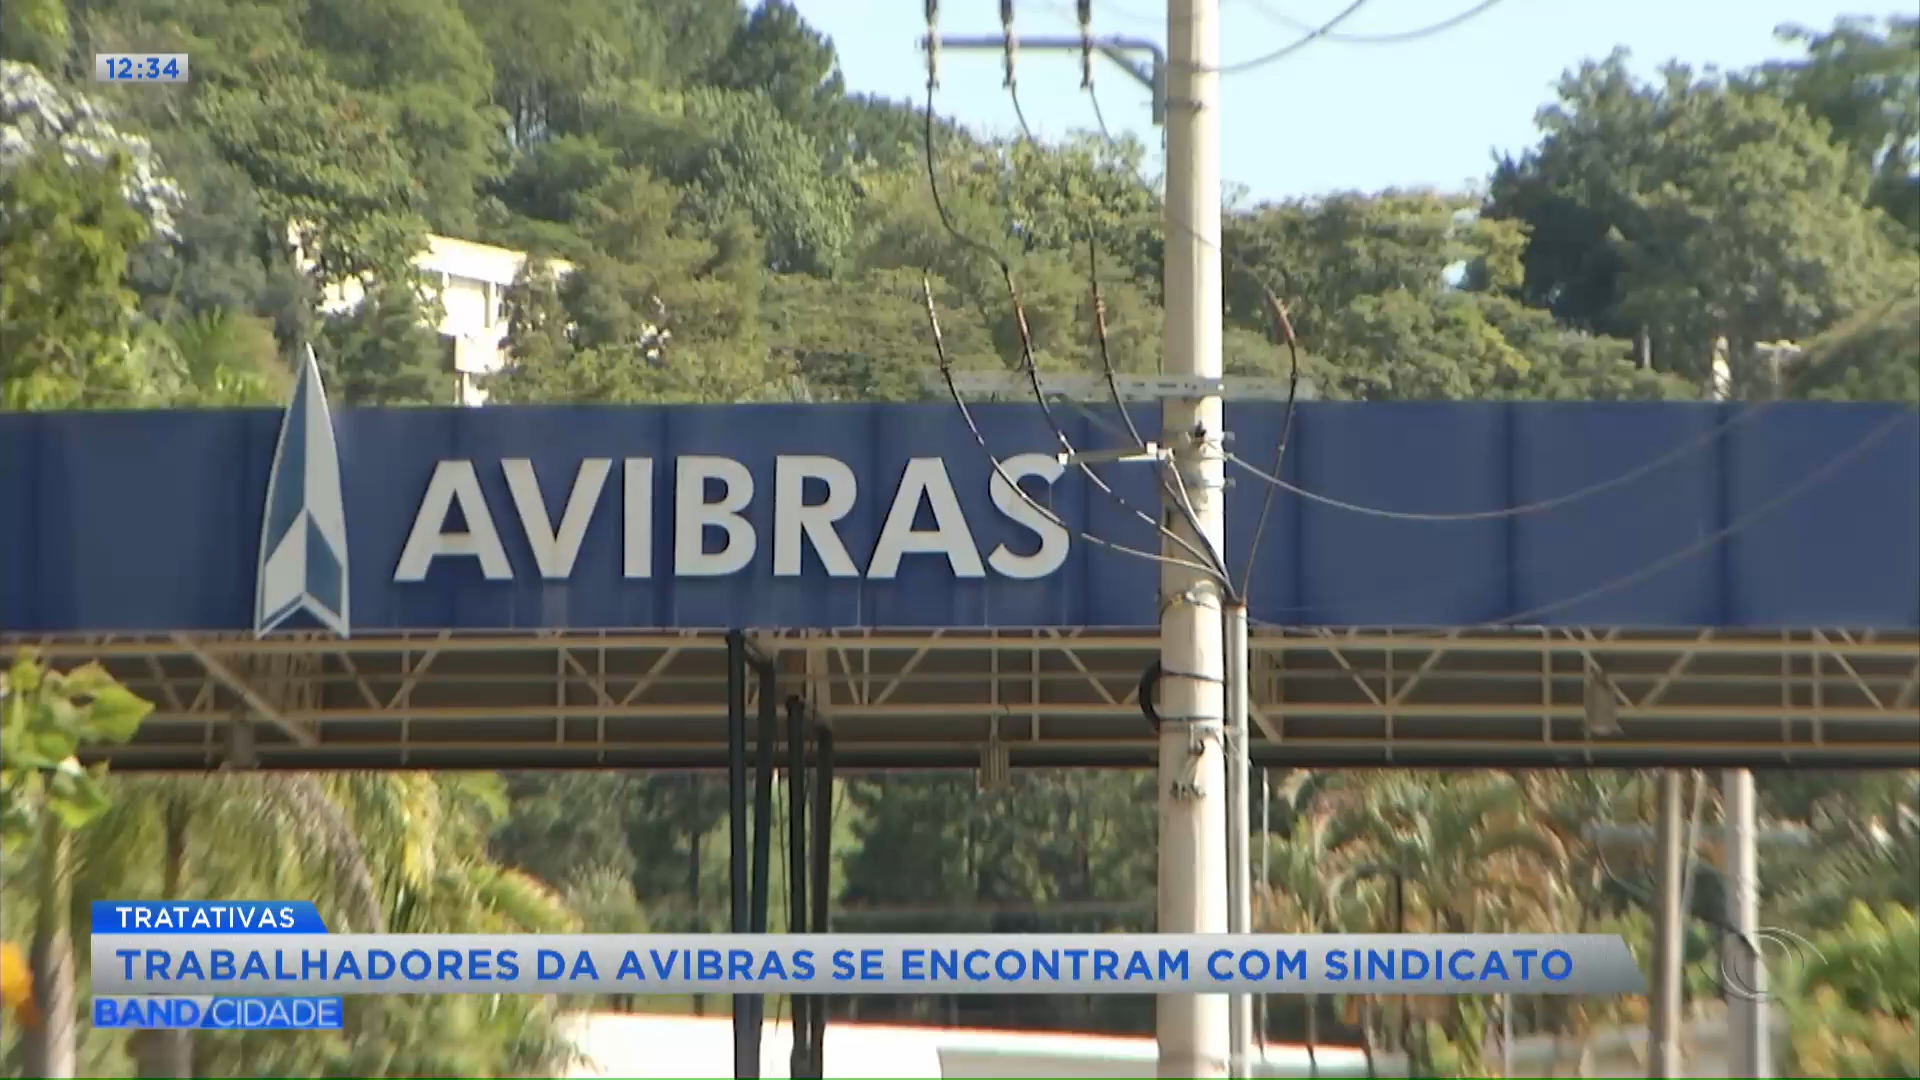 12:34
AVIBRAS
TRATATIVAS
TRABALHADORES DA AVIBRAS SE ENCONTRAM COM SINDICATO
BAND CIDADE